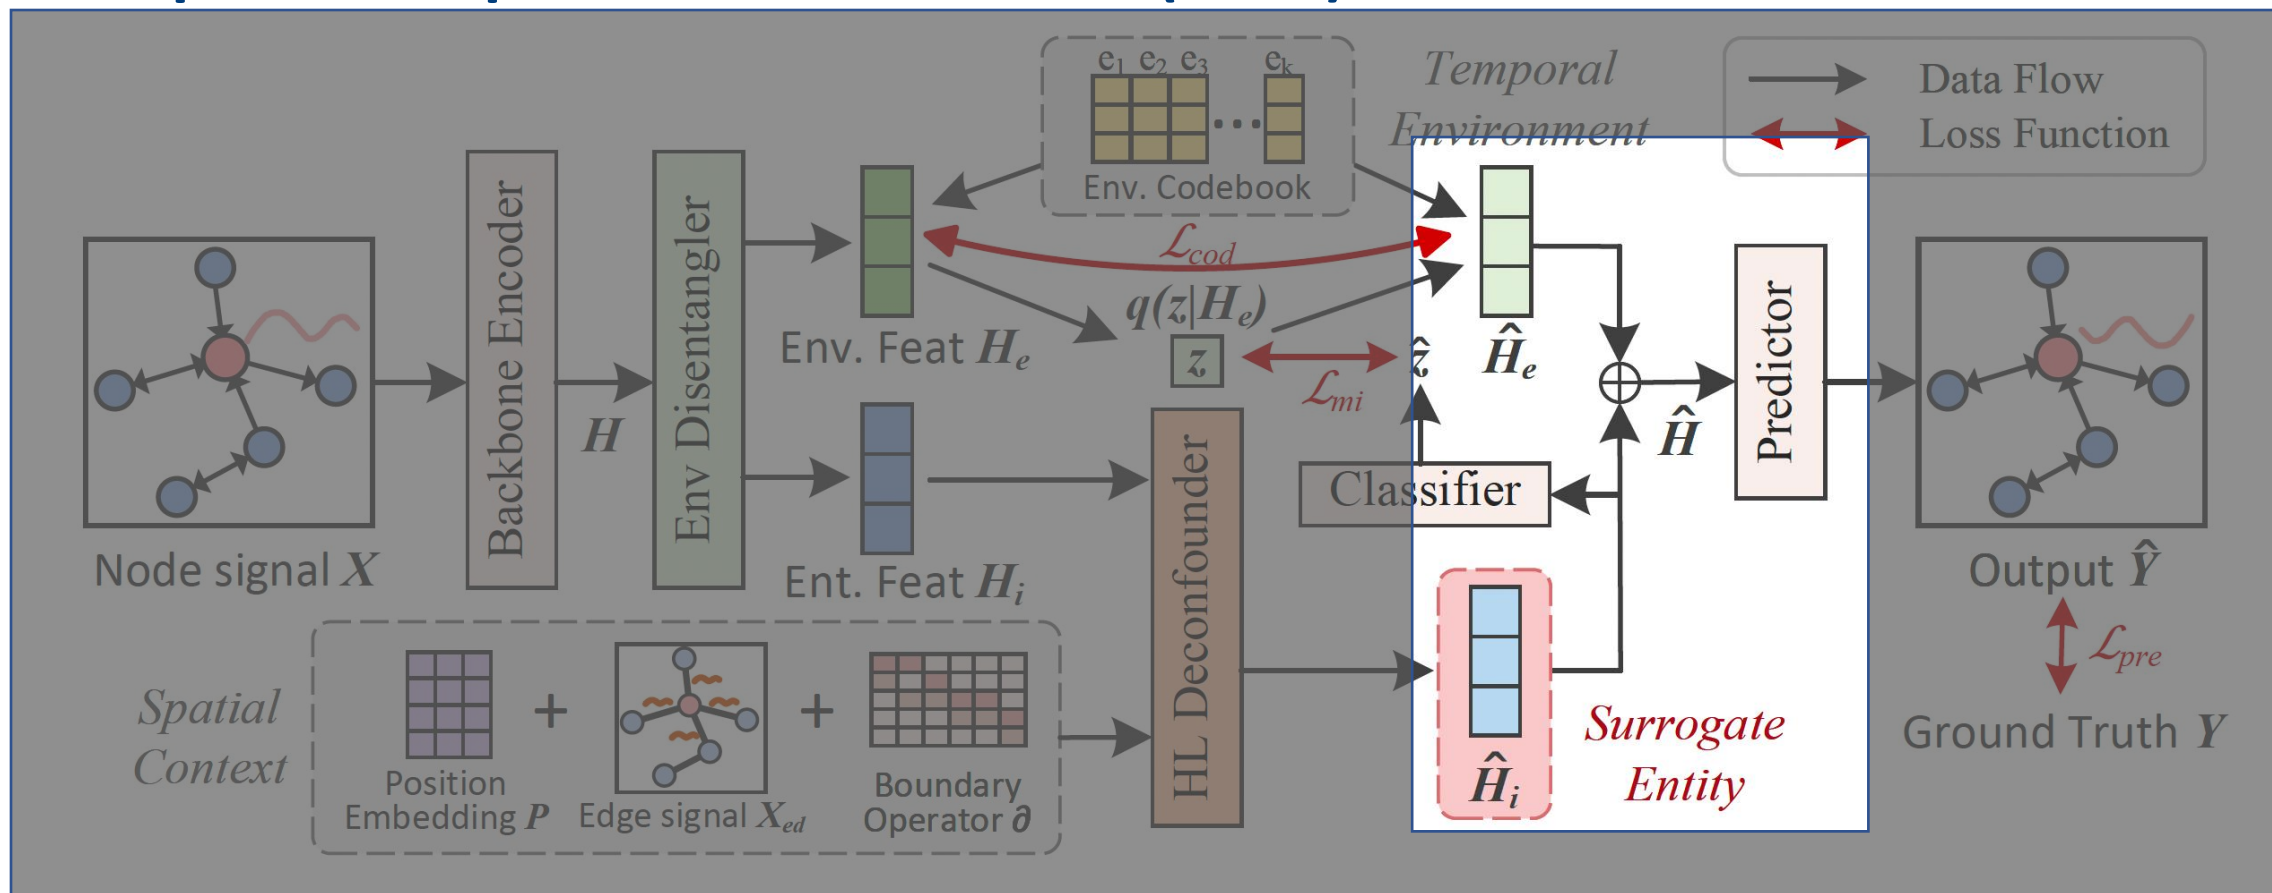 e1 e2 e3 ... ek
Env. Codebook
Temporal
Environment
Data Flow
Loss Function
Backbone Encoder
Env Disentangler
ℒcod
q(z|He)
z
ℒmi
ẑ
Env. Feat He
Ĥe
H
Ĥ
Predictor
Classifier
Node signal X
Ent. Feat Hi
HL Deconfounder
Output Ŷ
ℒpre
Ground Truth Y
Spatial
Context
+
+
Position
Embedding P
Edge signal Xed
Boundary
Operator ∂
Ĥi
Surrogate
Entity